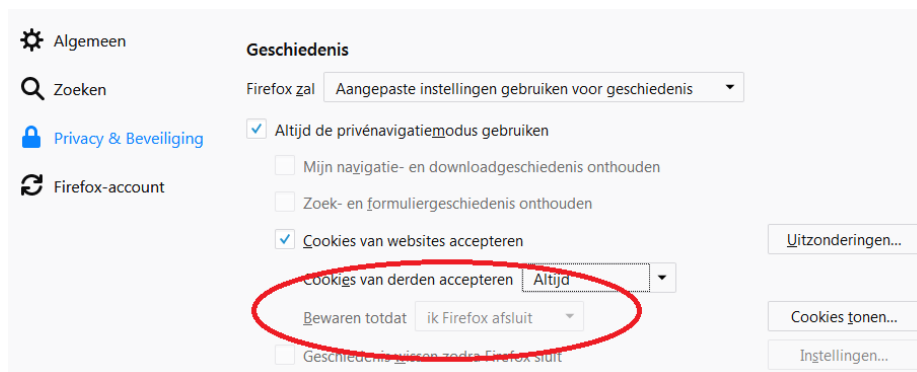 Algemeen
Zoeken
Privacy & Beveiliging
Firefox-account
Geschiedenis
Firefox zal Aangepaste instellingen gebruiken voor geschiedenis
Altijd de privénavigatiemodus gebruiken
Mijn navigatie- en downloadgeschiedenis onthouden
Zoek- en formuliergeschiedenis onthouden
Cookies van websites accepteren Uitzonderingen...
Cookies van derden accepteren Altijd
Bewaren totdat ik Firefox afsluit Cookies tonen...
Geschiedenis wissen zodra Firefox sluit Instellingen...